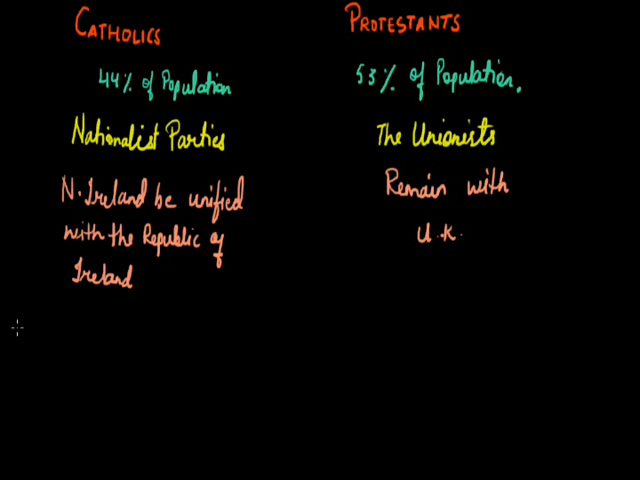 CATHOLICS
44% of Population
Nationalist Parties
N. Ireland be unified
with the Republic of
Ireland
PROTESTANTS
53% of Population.
The Unionists
Remain with
U.K.